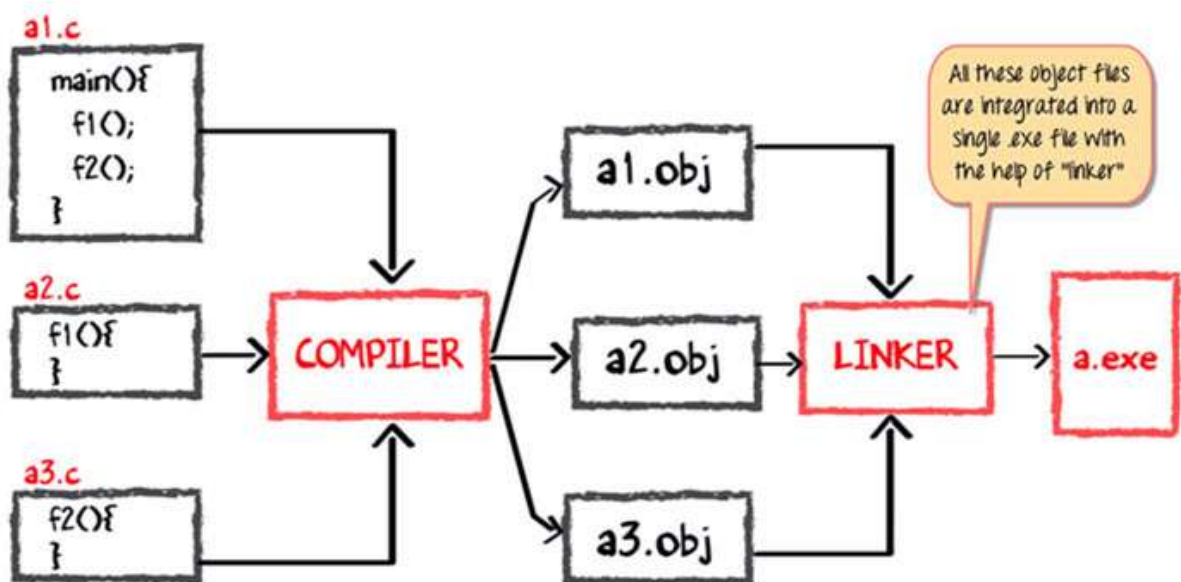 a1.c
main(){
f1();
f2();
}
a2.c
f1(){
}
a3.c
f2(){
}
COMPILER
a1.obj
a2.obj
a3.obj
All these object files
are integrated into a
single .exe file with
the help of "linker"
LINKER
a.exe